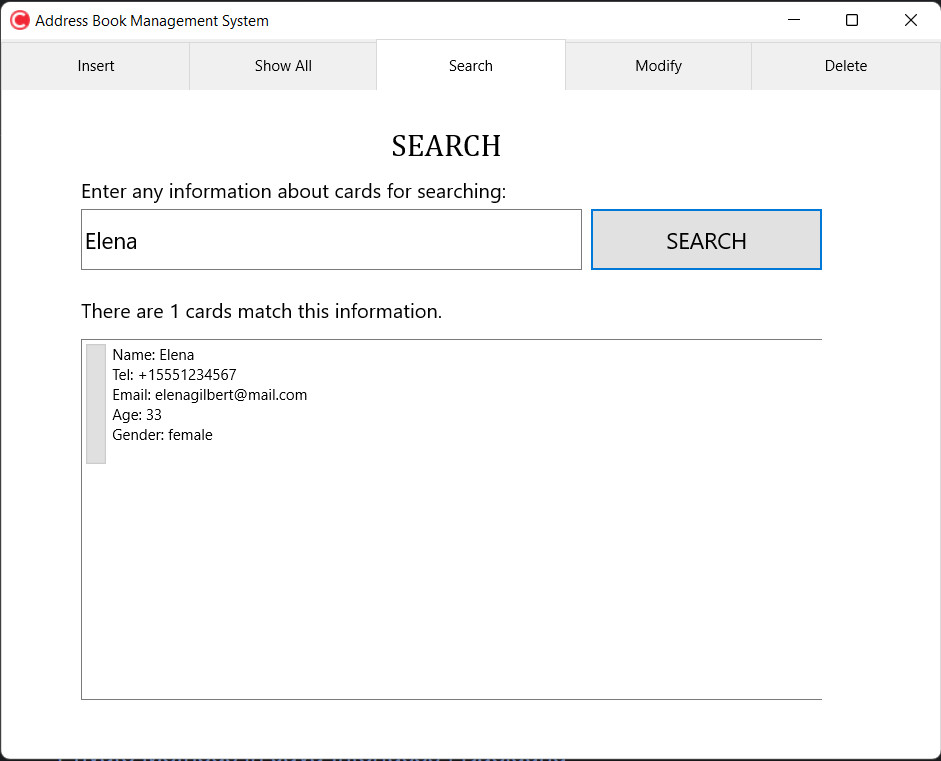 Address Book Management System
Insert Show All Search Modify Delete
SEARCH
Enter any information about cards for searching:
Elena SEARCH
There are 1 cards match this information.
Name: Elena
Tel: +15551234567
Email: elenagilbert@mail.com
Age: 33
Gender: female